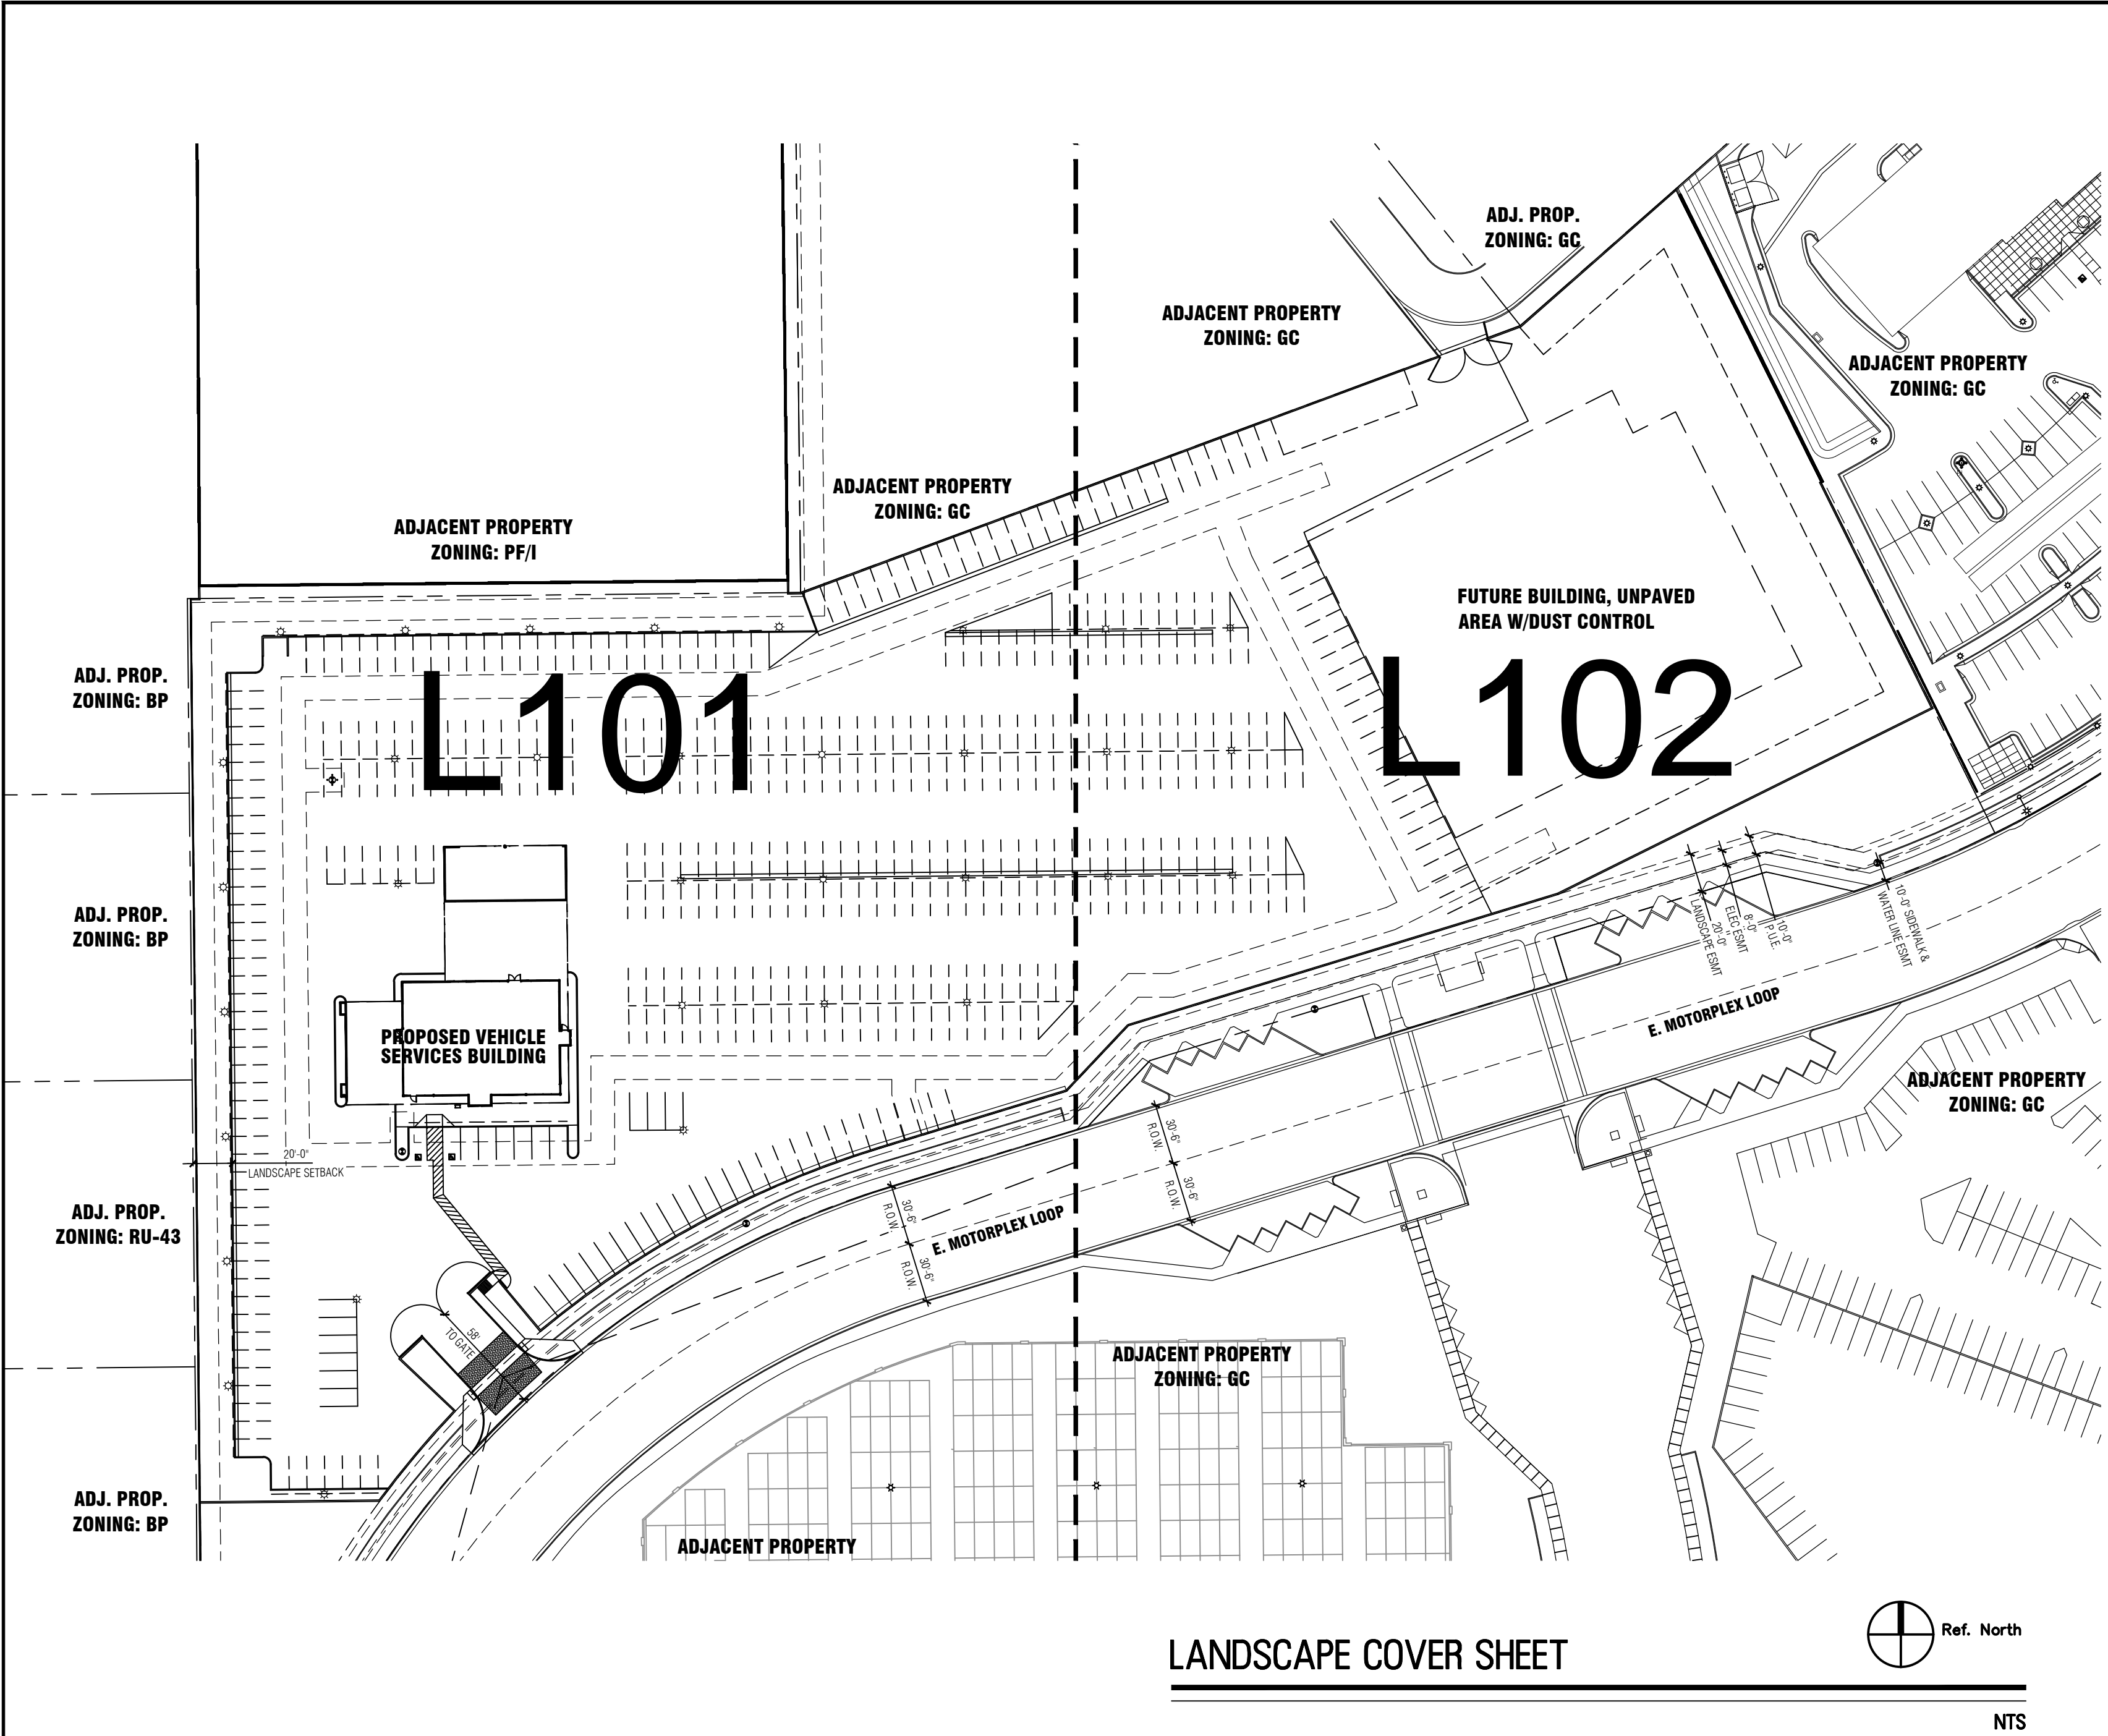 ADJ. PROP.
ZONING: GC
ADJACENT PROPERTY
ZONING: GC
ADJACENT PROPERTY
ZONING: GC
ADJACENT PROPERTY
ZONING: GC
ADJACENT PROPERTY
ZONING: PF/I
FUTURE BUILDING, UNPAVED
AREA W/DUST CONTROL
ADJ. PROP.
ZONING: BP
L101
L102
ADJ. PROP.
ZONING: BP
10'-0" SIDEWALK &
WATER LINE ESMT
10'-0"
P.U.E.
8'-0"
ELEC ESMT
20'-0"
LANDSCAPE ESMT
E. MOTORPLEX LOOP
PROPOSED VEHICLE
SERVICES BUILDING
ADJACENT PROPERTY
ZONING: GC
20'-0"
LANDSCAPE SETBACK
30'-6"
R.O.W.
30'-6"
R.O.W.
ADJ. PROP.
ZONING: RU-43
30'-6"
R.O.W.
30'-6"
R.O.W.
E. MOTORPLEX LOOP
58'
TO GATE
ADJACENT PROPERTY
ZONING: GC
ADJ. PROP.
ZONING: BP
ADJACENT PROPERTY
Ref. North
LANDSCAPE COVER SHEET
NTS